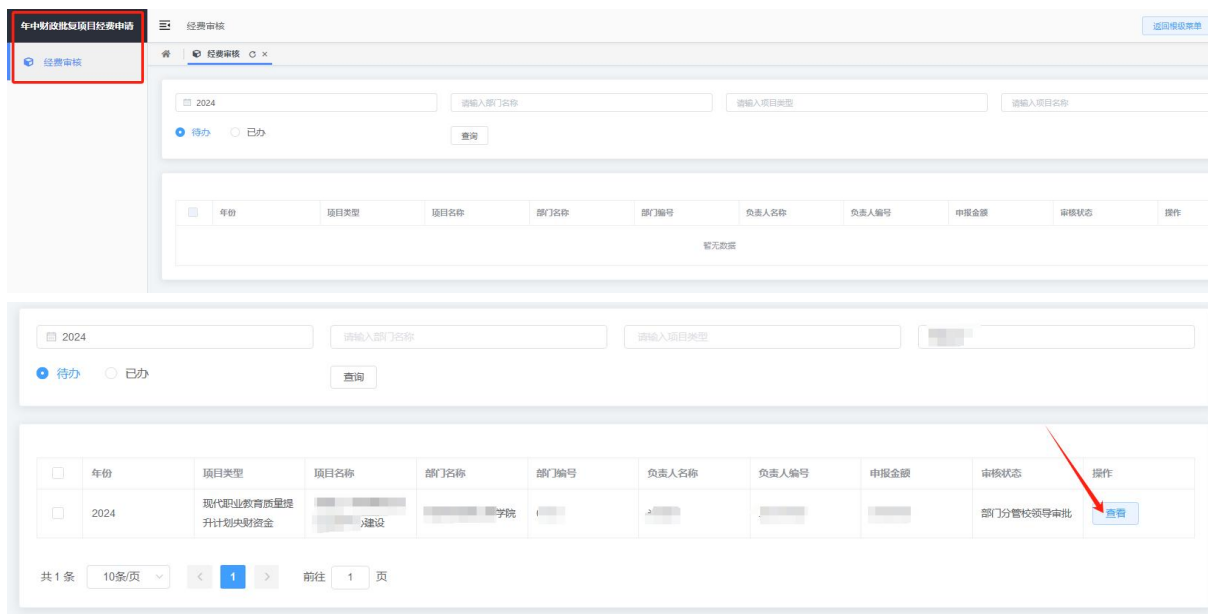 年中财政批复项目经费申请 经费审核 返回根级菜单
经费审核 经费审核
2024 请输入部门名称 请输入项目类型 请输入项目名称
待办 已办 查询
年份 项目类型 项目名称 部门名称 部门编号 负责人名称 负责人编号 申报金额 审核状态 操作
暂无数据
2024 请输入部门名称 请输入项目类型
待办 已办 查询
年份 项目类型 项目名称 部门名称 部门编号 负责人名称 负责人编号 申报金额 审核状态 操作
2024 现代职业教育质量提升计划央财资金 建设 学院 部门分管校领导审批 查看
共 1 条 10条/页 1 前往 1 页